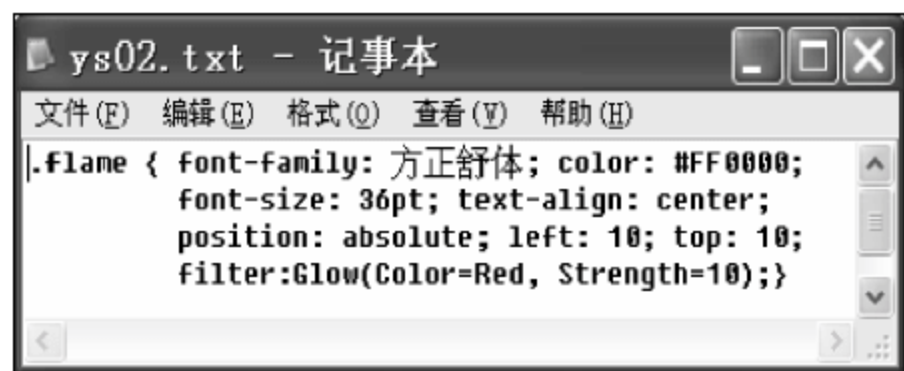 ys02.txt - 记事本
文件(F) 编辑(E) 格式(O) 查看(V) 帮助(H)
.flame { font-family: 方正舒体; color: #FF0000;
font-size: 36pt; text-align: center;
position: absolute; left: 10; top: 10;
filter:Glow(Color=Red, Strength=10);}